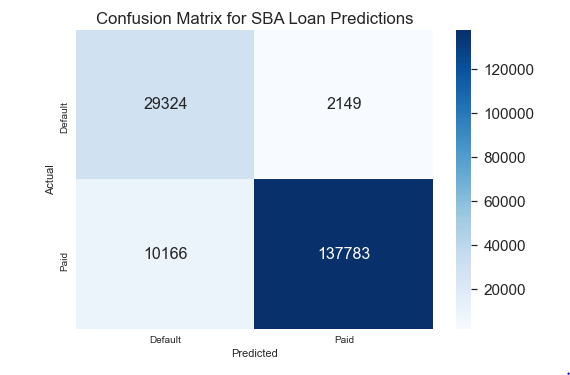 Confusion Matrix for SBA Loan Predictions
29324
2149
10166
137783
Default
Paid
Actual
Default
Paid
Predicted
120000
100000
80000
60000
40000
20000